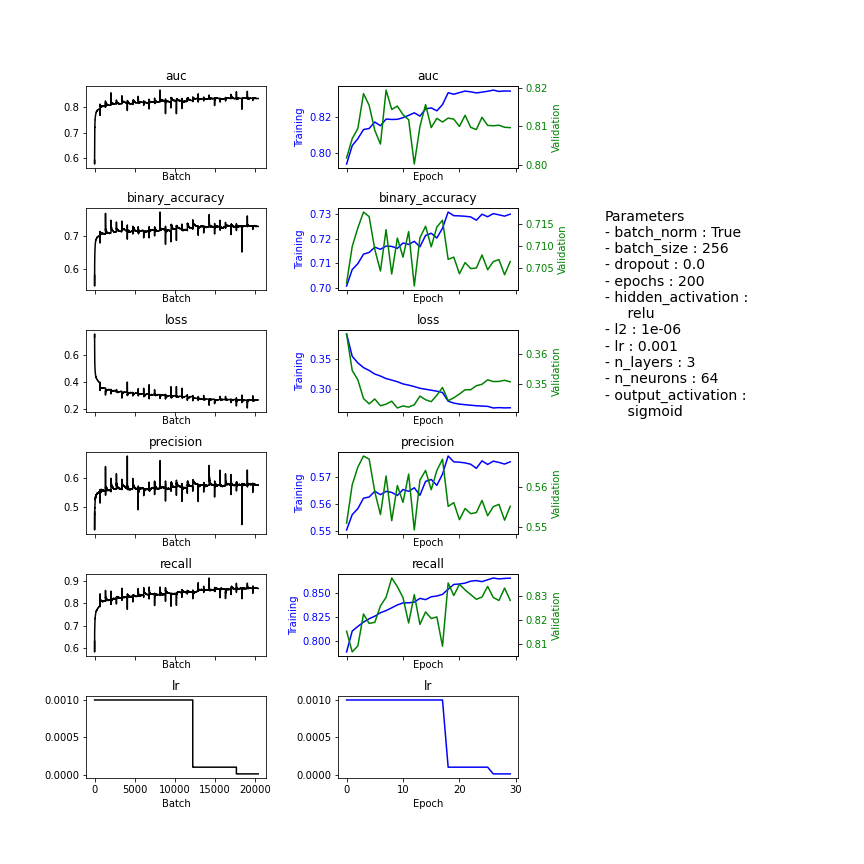 auc
0.8
0.7
0.6
Batch
auc
0.82
0.80
Training
0.82
0.81
0.80
Validation
Epoch
binary_accuracy
0.7
0.6
Batch
binary_accuracy
0.73
0.72
0.71
0.70
Training
0.715
0.710
0.705
Validation
Epoch
loss
0.6
0.4
0.2
Batch
loss
0.35
0.30
Training
0.36
0.35
Validation
Epoch
precision
0.6
0.5
Batch
precision
0.57
0.56
0.55
Training
0.56
0.55
Validation
Epoch
recall
0.9
0.8
0.7
0.6
Batch
recall
0.850
0.825
0.800
Training
0.83
0.82
0.81
Validation
Epoch
lr
0.0010
0.0005
0.0000
0 5000 10000 15000 20000
Batch
lr
0.0010
0.0005
0.0000
0 10 20 30
Epoch
Parameters
- batch_norm : True
- batch_size : 256
- dropout : 0.0
- epochs : 200
- hidden_activation :
relu
- l2 : 1e-06
- lr : 0.001
- n_layers : 3
- n_neurons : 64
- output_activation :
sigmoid